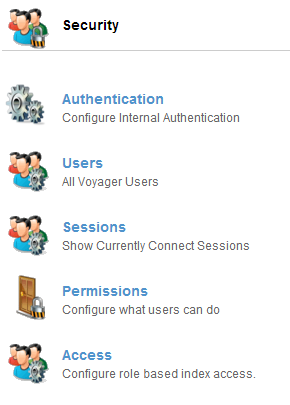 Security
Authentication
Configure Internal Authentication
Users
All Voyager Users
Sessions
Show Currently Connect Sessions
Permissions
Configure what users can do
Access
Configure role based index access.